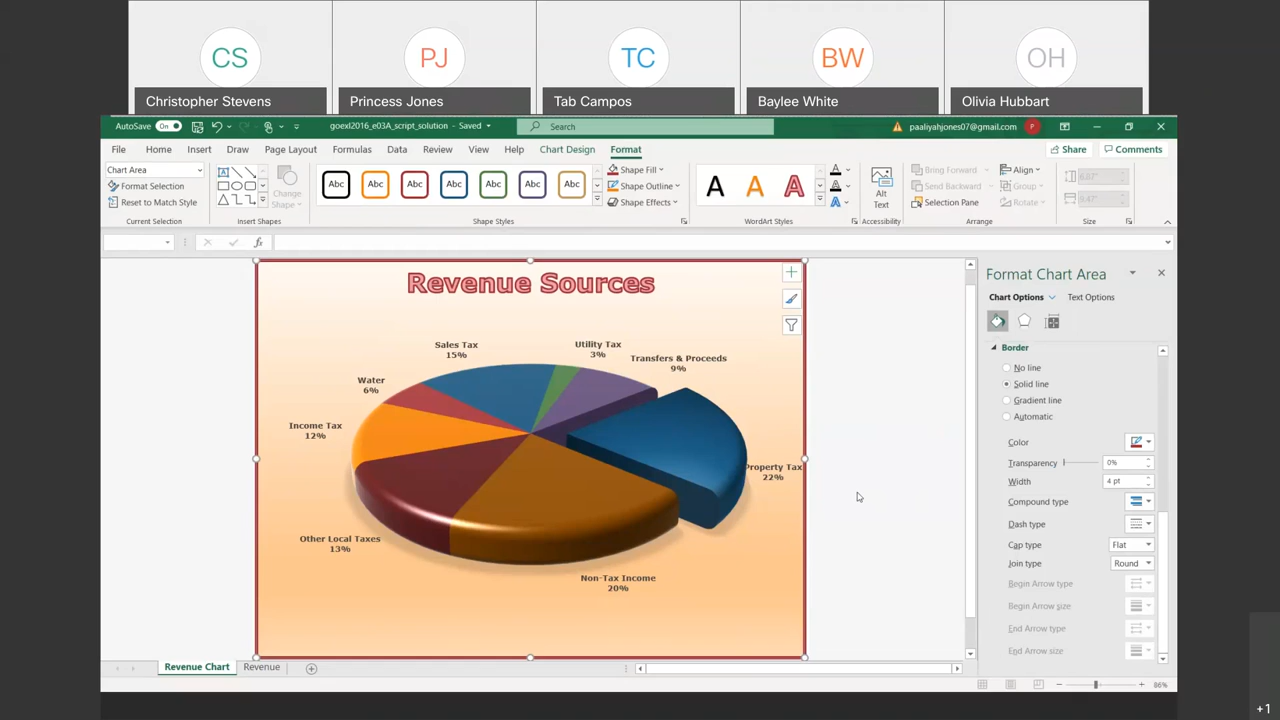 CS PJ TC BW OH
Christopher Stevens Princess Jones Tab Campos Baylee White Olivia Hubbart
AutoSave On goexl2016_e03A_script_solution - Saved Search paaliyahjones07@gmail.com F
File Home Insert Draw Page Layout Formulas Data Review View Help Chart Design Format Share Comments
Chart Area
Format Selection
Reset to Match Style
Current Selection
Change
Shape
Insert Shapes
Abc Abc Abc Abc Abc Abc Abc
Shape Fill
Shape Outline
Shape Effects
Shape Styles
A A A
WordArt Styles
Alt
Text
Accessibility
Bring Forward
Send Backward
Selection Pane
Align
Group
Rotate
Arrange
6.47"
Size
fx
Revenue Sources
Sales Tax
15%
Utility Tax
3%
Transfers & Proceeds
9%
Water
6%
Income Tax
12%
Property Tax
22%
Other Local Taxes
13%
Non-Tax Income
20%
Format Chart Area
Chart Options Text Options
Border
No line
Solid line
Gradient line
Automatic
Color
Transparency 0%
Width 4 pt
Compound type
Dash type
Cap type Flat
Join type Round
Begin Arrow type
Begin Arrow size
End Arrow type
End Arrow size
Revenue Chart Revenue
86%
+1